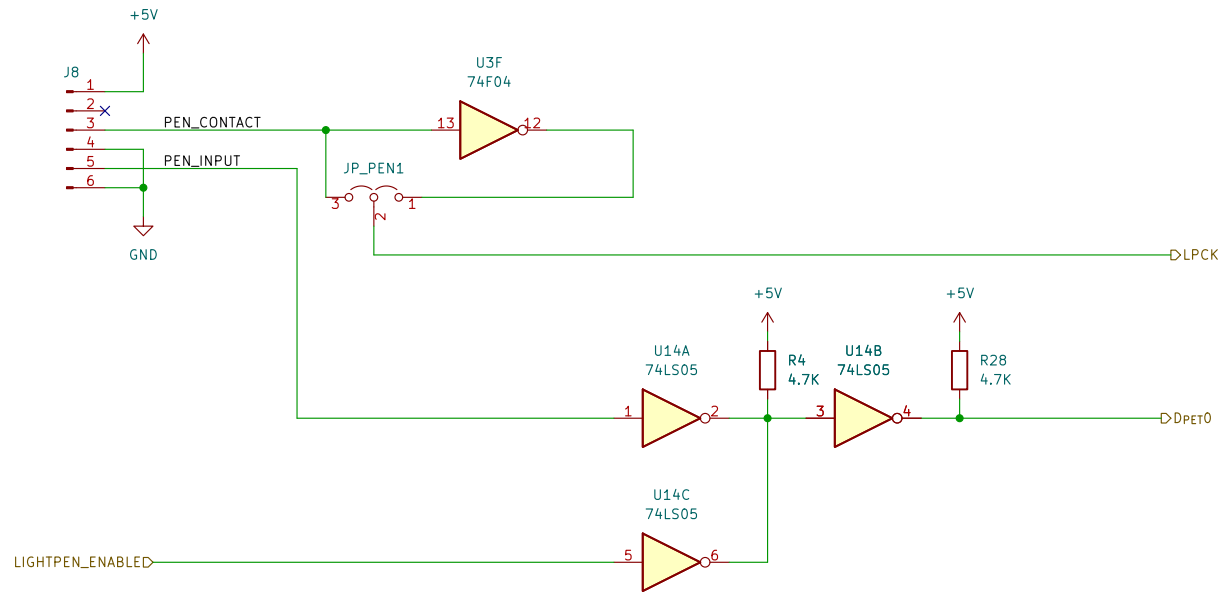 +5V
J8
1
2
3
4
5
6
PEN_CONTACT
PEN_INPUT
GND
U3F
74F04
13
12
JP_PEN1
3
2
1
LPCK
+5V
+5V
U14A
74LS05
1
2
R4
4.7K
U14B
74LS05
3
4
R28
4.7K
DPET0
U14C
74LS05
5
6
LIGHTPEN_ENABLE